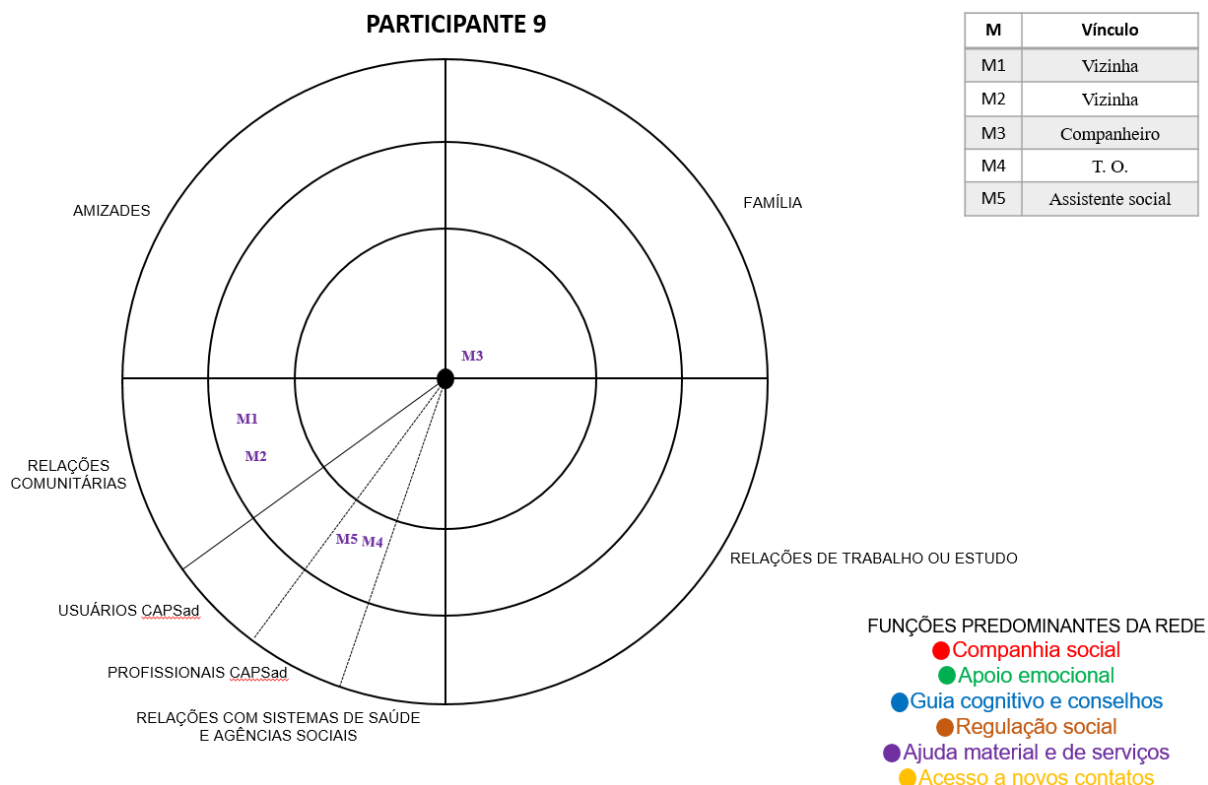 PARTICIPANTE 9
M Vínculo
M1 Vizinha
M2 Vizinha
M3 Companheiro
M4 T. O.
M5 Assistente social
AMIZADES
FAMÍLIA
M3
M1
M2
RELAÇÕES
COMUNITÁRIAS
M5 M4
RELAÇÕES DE TRABALHO OU ESTUDO
USUÁRIOS CAPSad
PROFISSIONAIS CAPSad
RELAÇÕES COM SISTEMAS DE SAÚDE
E AGÊNCIAS SOCIAIS
FUNÇÕES PREDOMINANTES DA REDE
Companhia social
Apoio emocional
Guia cognitivo e conselhos
Regulação social
Ajuda material e de serviços
Acesso a novos contatos